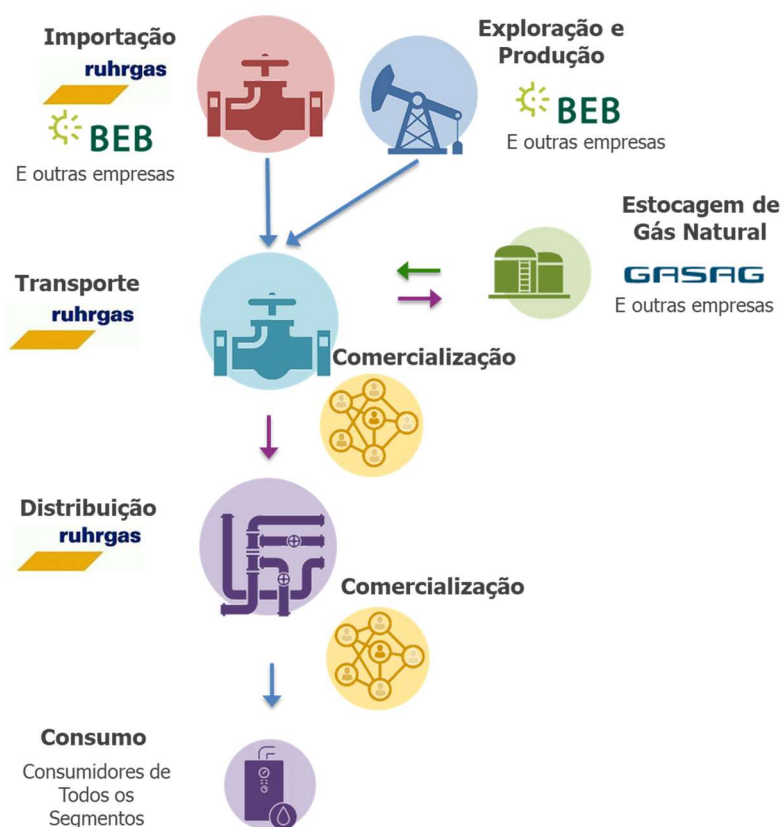 Importação
ruhrgas
BEB
E outras empresas
Exploração e
Produção
BEB
E outras empresas
Estocagem de
Gás Natural
GASAG
E outras empresas
Transporte
ruhrgas
Comercialização
Distribuição
ruhrgas
Comercialização
Consumo
Consumidores de
Todos os
Segmentos